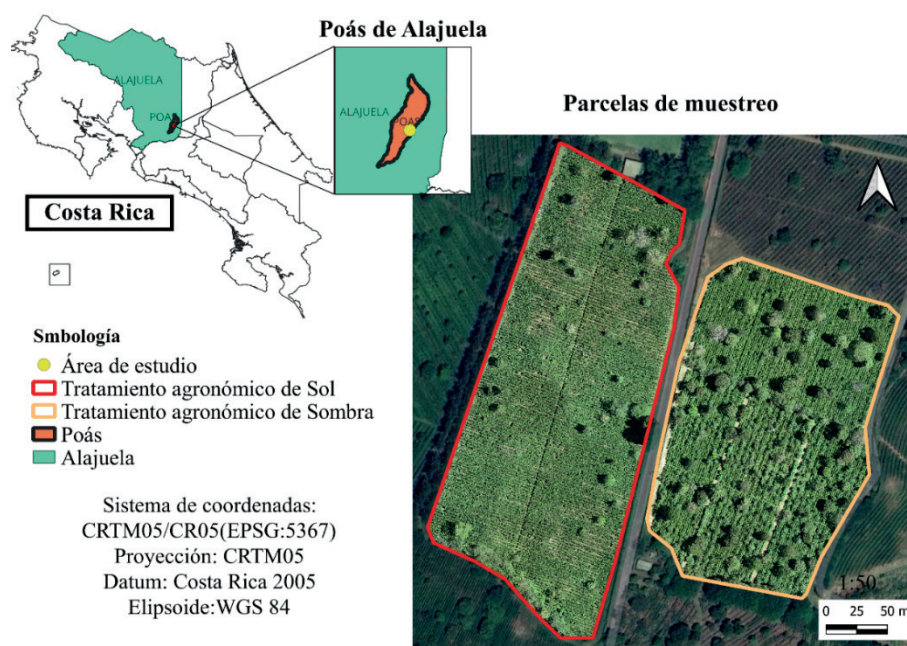 Poás de Alajuela
ALAJUELA
POÁS
ALAJUELA
POÁS
Costa Rica
Parcelas de muestreo
Smbología
Área de estudio
Tratamiento agronómico de Sol
Tratamiento agronómico de Sombra
Poás
Alajuela
Sistema de coordenadas:
CRTM05/CR05(EPSG:5367)
Proyección: CRTM05
Datum: Costa Rica 2005
Elipsoide:WGS 84
1:50
0 25 50 m